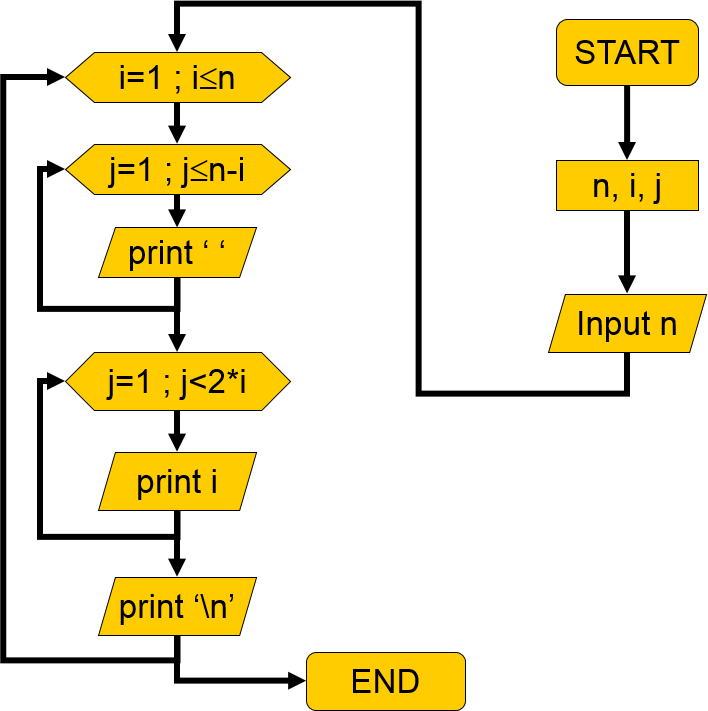 START
n, i, j
Input n
i=1 ; i≤n
j=1 ; j≤n-i
print ‘ ‘
j=1 ; j<2*i
print i
print ‘\n’
END